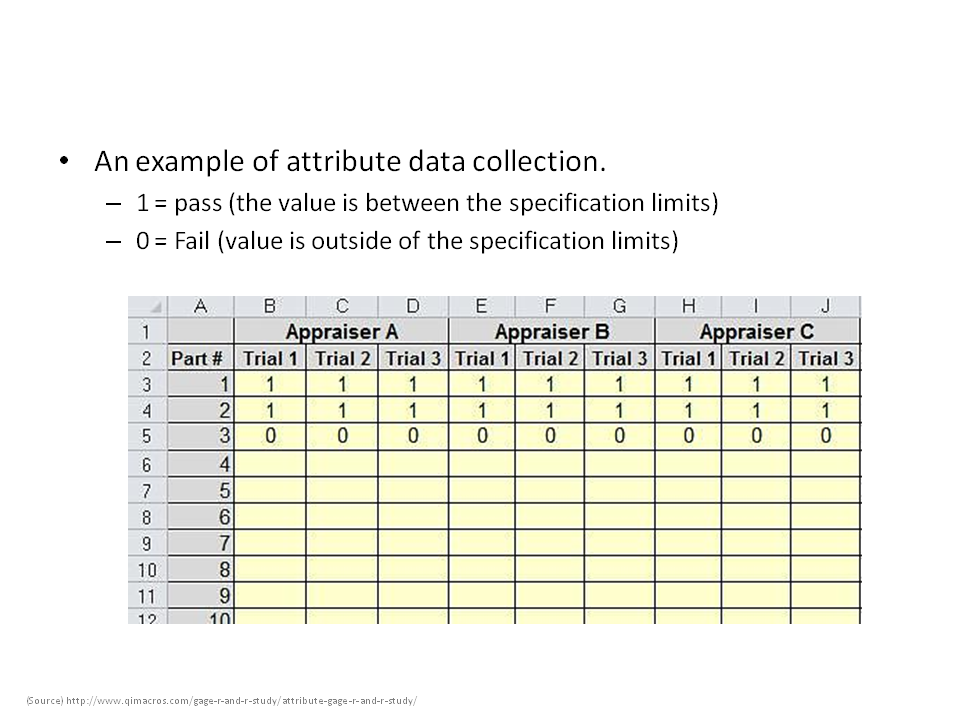 • An example of attribute data collection.
– 1 = pass (the value is between the specification limits)
– 0 = Fail (value is outside of the specification limits)
A B C D E F G H I J
1 Appraiser A Appraiser B Appraiser C
2 Part # Trial 1 Trial 2 Trial 3 Trial 1 Trial 2 Trial 3 Trial 1 Trial 2 Trial 3
3 1 1 1 1 1 1 1 1 1 1
4 2 1 1 1 1 1 1 1 1 1
5 3 0 0 0 0 0 0 0 0 0
6 4
7 5
8 6
9 7
10 8
11 9
12 10
(Source) http://www.qimacros.com/gage-r-and-r-study/attribute-gage-r-and-r-study/